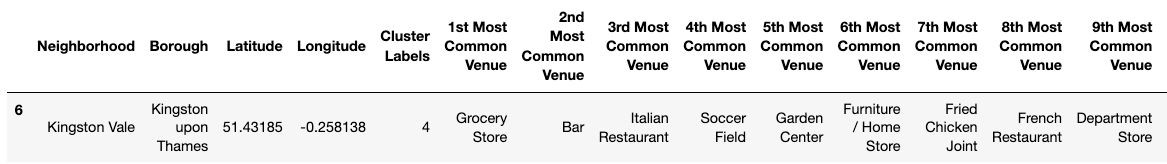 Neighborhood Borough Latitude Longitude Cluster Labels 1st Most Common Venue 2nd Most Common Venue 3rd Most Common Venue 4th Most Common Venue 5th Most Common Venue 6th Most Common Venue 7th Most Common Venue 8th Most Common Venue 9th Most Common Venue
6 Kingston Vale Kingston upon Thames 51.43185 -0.258138 4 Grocery Store Bar Italian Restaurant Soccer Field Garden Center Furniture / Home Store Fried Chicken Joint French Restaurant Department Store